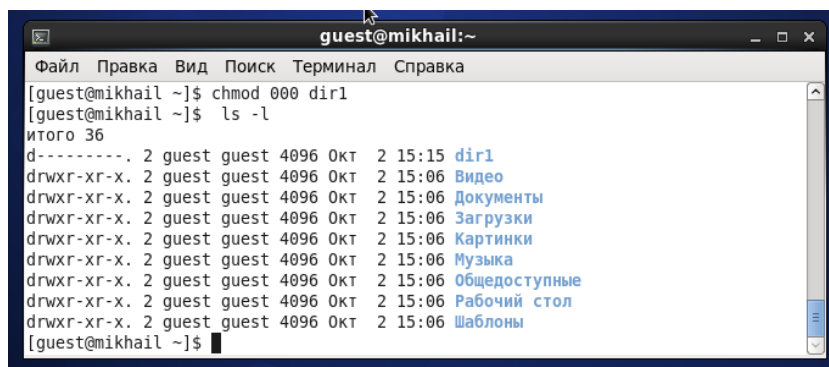 guest@mikhail:~
Файл Правка Вид Поиск Терминал Справка
[guest@mikhail ~]$ chmod 000 dir1
[guest@mikhail ~]$  ls -l
итого 36
d---------. 2 guest guest 4096 Окт  2 15:15 dir1
drwxr-xr-x. 2 guest guest 4096 Окт  2 15:06 Видео
drwxr-xr-x. 2 guest guest 4096 Окт  2 15:06 Документы
drwxr-xr-x. 2 guest guest 4096 Окт  2 15:06 Загрузки
drwxr-xr-x. 2 guest guest 4096 Окт  2 15:06 Картинки
drwxr-xr-x. 2 guest guest 4096 Окт  2 15:06 Музыка
drwxr-xr-x. 2 guest guest 4096 Окт  2 15:06 Общедоступные
drwxr-xr-x. 2 guest guest 4096 Окт  2 15:06 Рабочий стол
drwxr-xr-x. 2 guest guest 4096 Окт  2 15:06 Шаблоны
[guest@mikhail ~]$